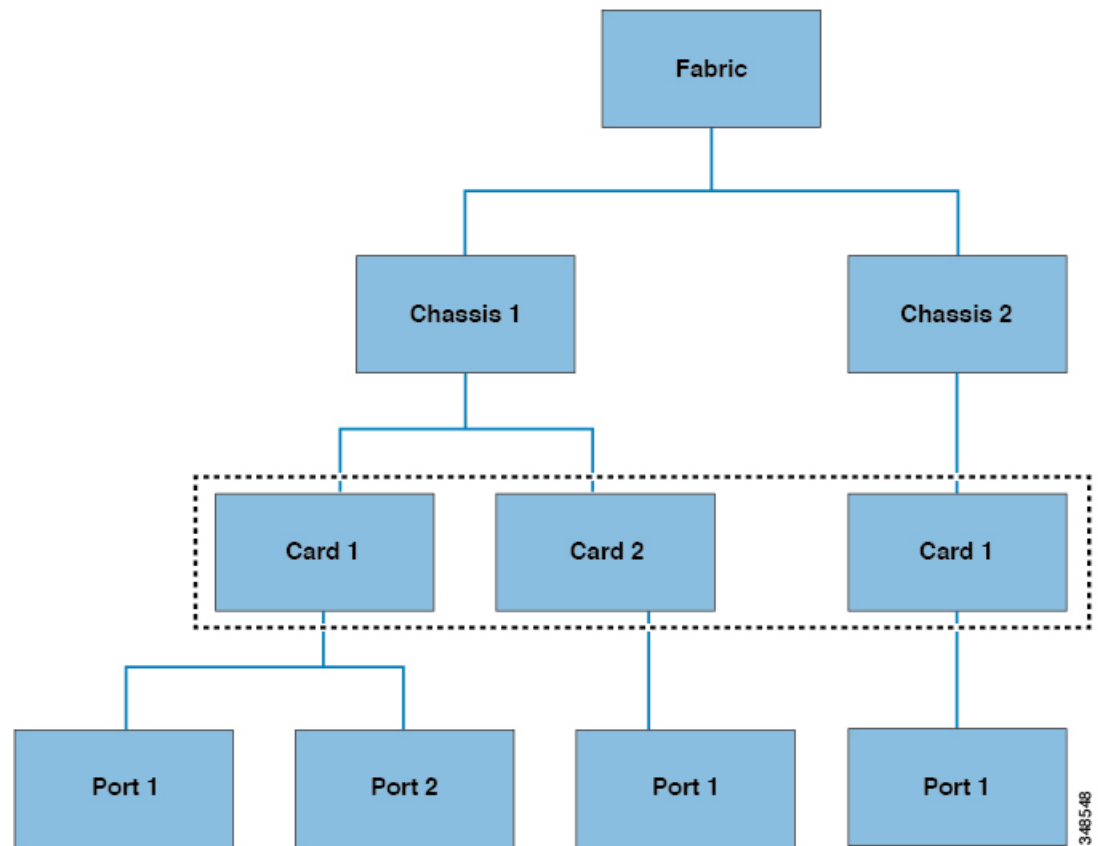 Fabric
Chassis 1
Chassis 2
Card 1
Card 2
Card 1
Port 1
Port 2
Port 1
Port 1
348548